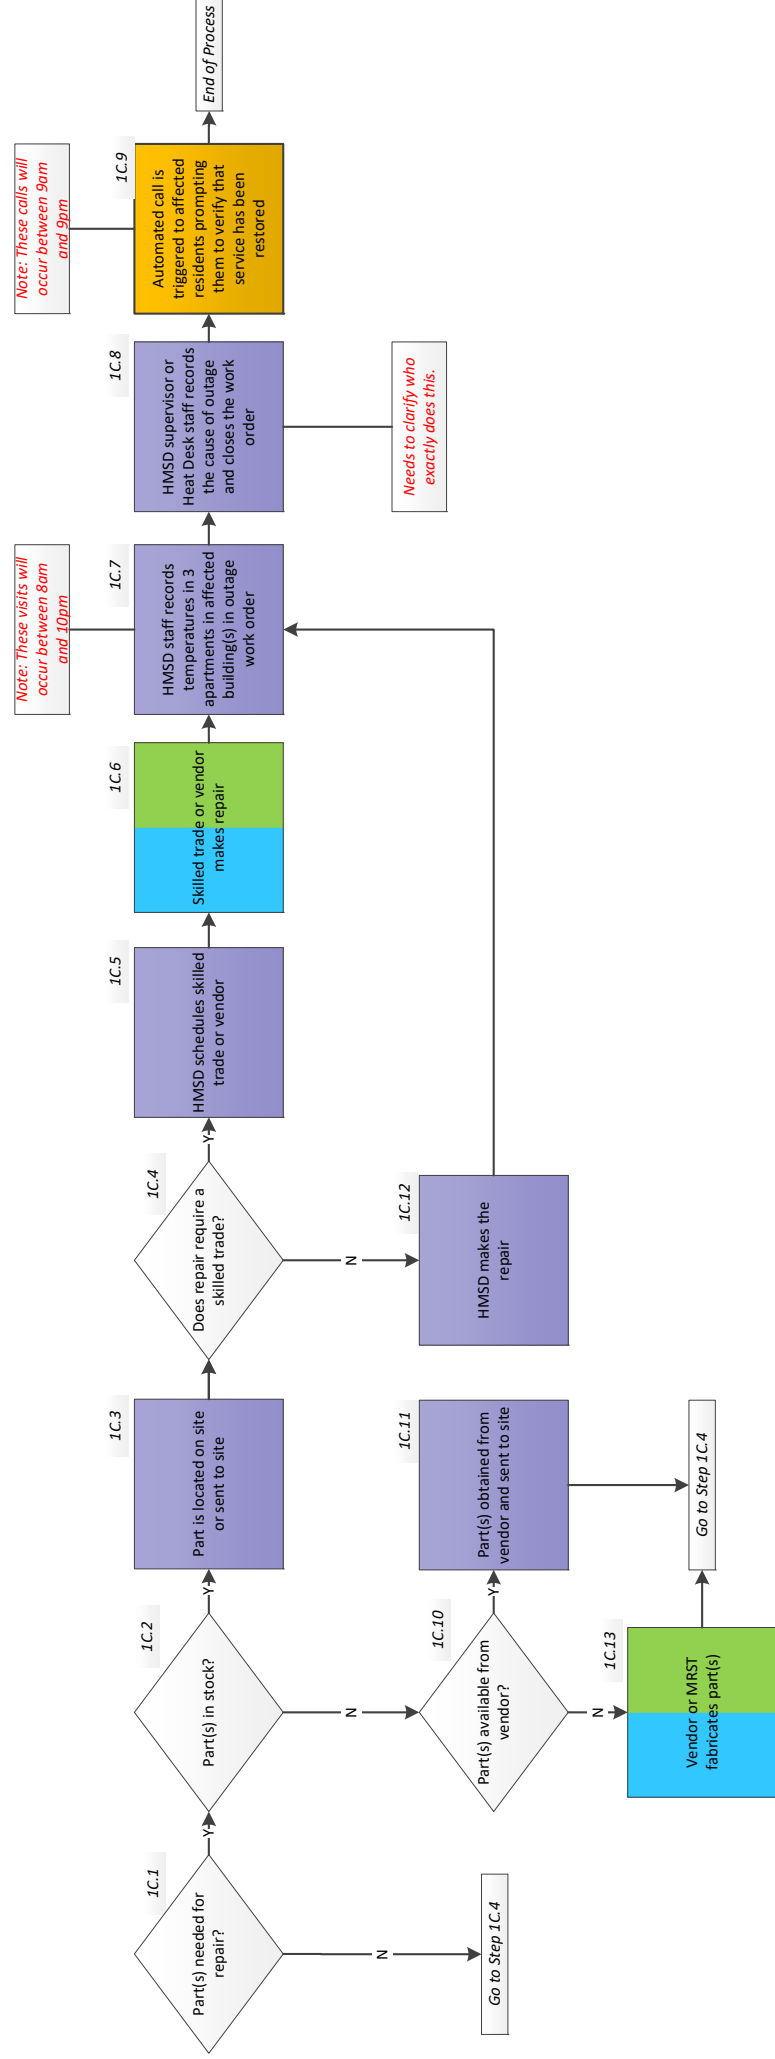 1C.1
Part(s) needed for
repair?
N
Go to Step 1C.4
Y
1C.2
Part(s) in stock?
N
Y
1C.3
Part is located on site
or sent to site
1C.4
Does repair require a
skilled trade?
N
Y
1C.5
HMSD schedules skilled
trade or vendor
1C.6
Skilled trade or vendor
makes repair
Note: These visits will
occur between 8am
and 10pm
1C.7
HMSD staff records
temperatures in 3
apartments in affected
building(s) in outage
work order
1C.8
HMSD supervisor or
Heat Desk staff records
the cause of outage
and closes the work
order
Needs to clarify who
exactly does this.
Note: These calls will
occur between 9am
and 9pm
1C.9
Automated call is
triggered to affected
residents prompting
them to verify that
service has been
restored
End of Process
1C.10
Part(s) available from
vendor?
N
Y
1C.11
Part(s) obtained from
vendor and sent to site
1C.12
HMSD makes the
repair
1C.13
Vendor or MRST
fabricates part(s)
Go to Step 1C.4